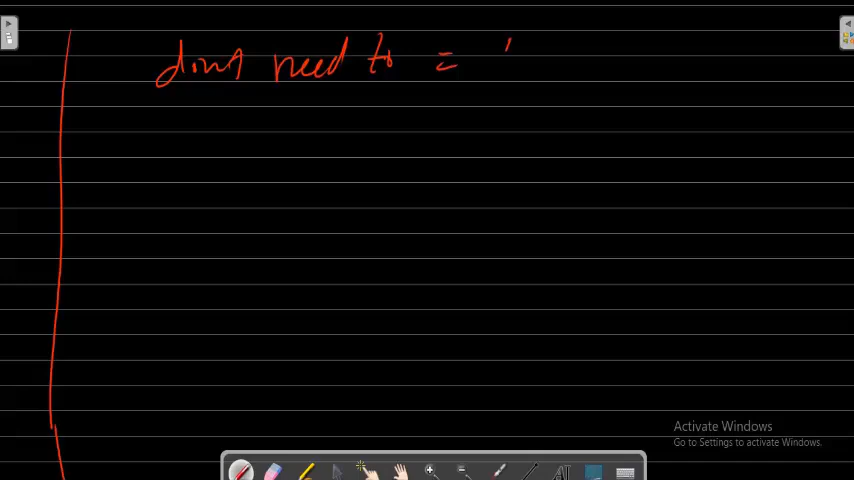 dont need to = '
Activate Windows
Go to Settings to activate Windows.